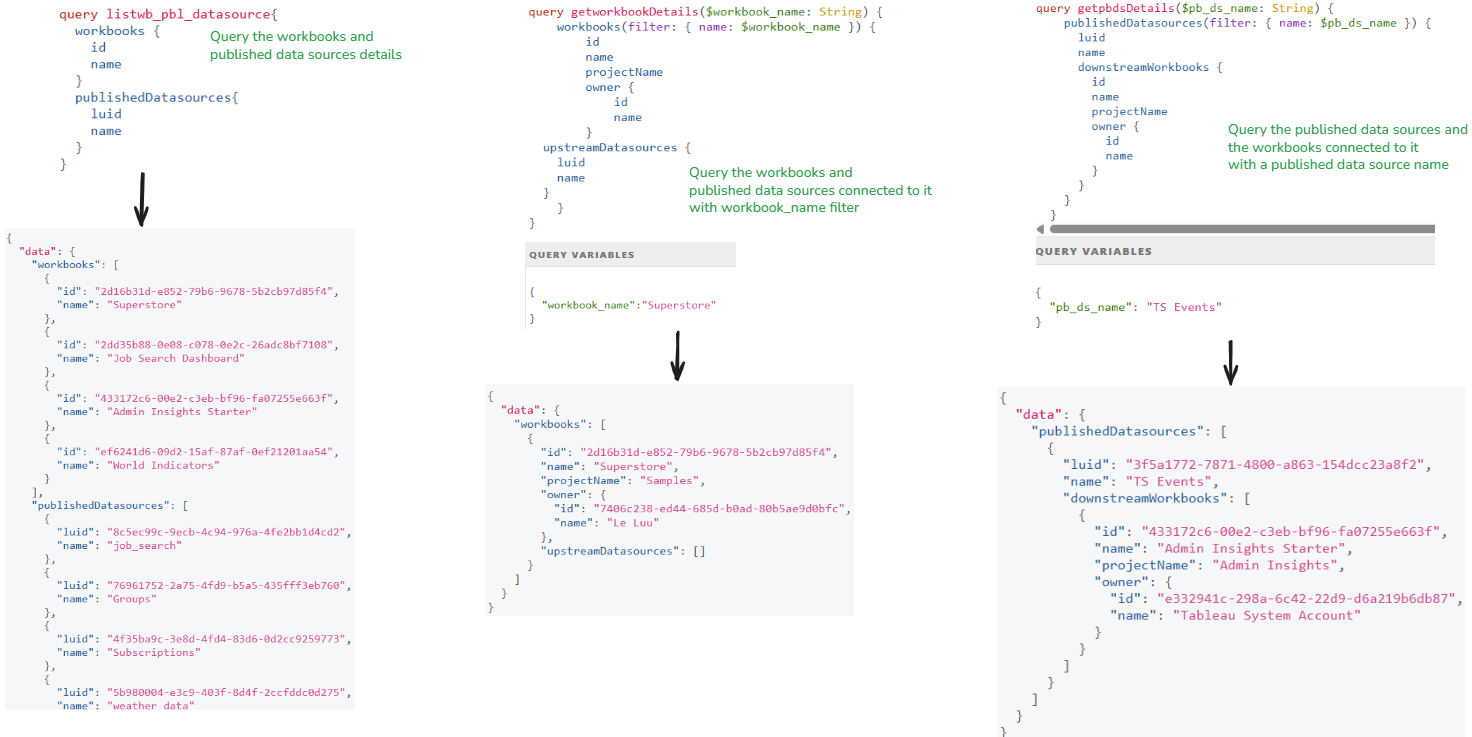 query listwb_pbl_datasource{
workbooks {
id
name
}
publishedDatasources{
luid
name
}
}
Query the workbooks and
published data sources details
{
"data": {
"workbooks": [
{
"id": "2d16b31d-e852-79b6-9678-5b2cb97d85f4",
"name": "Superstore"
},
{
"id": "2dd35b88-0e08-c078-0e2c-26adc8bf7108",
"name": "Job Search Dashboard"
},
{
"id": "433172c6-00e2-c3eb-bf96-fa07255e663f",
"name": "Admin Insights Starter"
},
{
"id": "ef6241d6-09d2-15af-87af-0ef21201aa54",
"name": "World Indicators"
}
],
"publishedDatasources": [
{
"luid": "8c5ec99c-9ecb-4c94-976a-4fe2bb1d4cd2",
"name": "job_search"
},
{
"luid": "76961752-2a75-4fd9-b5a5-435fff3eb760",
"name": "Groups"
},
{
"luid": "4f35ba9c-3e8d-4fd4-83d6-0d2cc9259773",
"name": "Subscriptions"
},
{
"luid": "5b980004-e3c9-403f-8d4f-2ccfddc0d275",
"name": "weather data"
query getworkbookDetails($workbook_name: String) {
workbooks(filter: { name: $workbook_name }) {
id
name
projectName
owner {
id
name
}
upstreamDatasources {
luid
name
}
}
}
Query the workbooks and
published data sources connected to it
with workbook_name filter
QUERY VARIABLES
{
"workbook_name":"Superstore"
}
{
"data": {
"workbooks": [
{
"id": "2d16b31d-e852-79b6-9678-5b2cb97d85f4",
"name": "Superstore",
"projectName": "Samples",
"owner": {
"id": "7406c238-ed44-685d-b0ad-80b5ae9d0bfc",
"name": "Le Luu"
},
"upstreamDatasources": []
}
]
}
}
query getpbdsDetails($pb_ds_name: String) {
publishedDatasources(filter: { name: $pb_ds_name }) {
luid
name
downstreamWorkbooks {
id
name
projectName
owner {
id
name
}
}
}
}
Query the published data sources and
the workbooks connected to it
with a published data source name
QUERY VARIABLES
{
"pb_ds_name": "TS Events"
}
{
"data": {
"publishedDatasources": [
{
"luid": "3f5a1772-7871-4800-a863-154dcc23a8f2",
"name": "TS Events",
"downstreamWorkbooks": [
{
"id": "433172c6-00e2-c3eb-bf96-fa07255e663f",
"name": "Admin Insights Starter",
"projectName": "Admin Insights",
"owner": {
"id": "e332941c-298a-6c42-22d9-d6a219b6db87",
"name": "Tableau System Account"
}
}
]
}
]
}
}